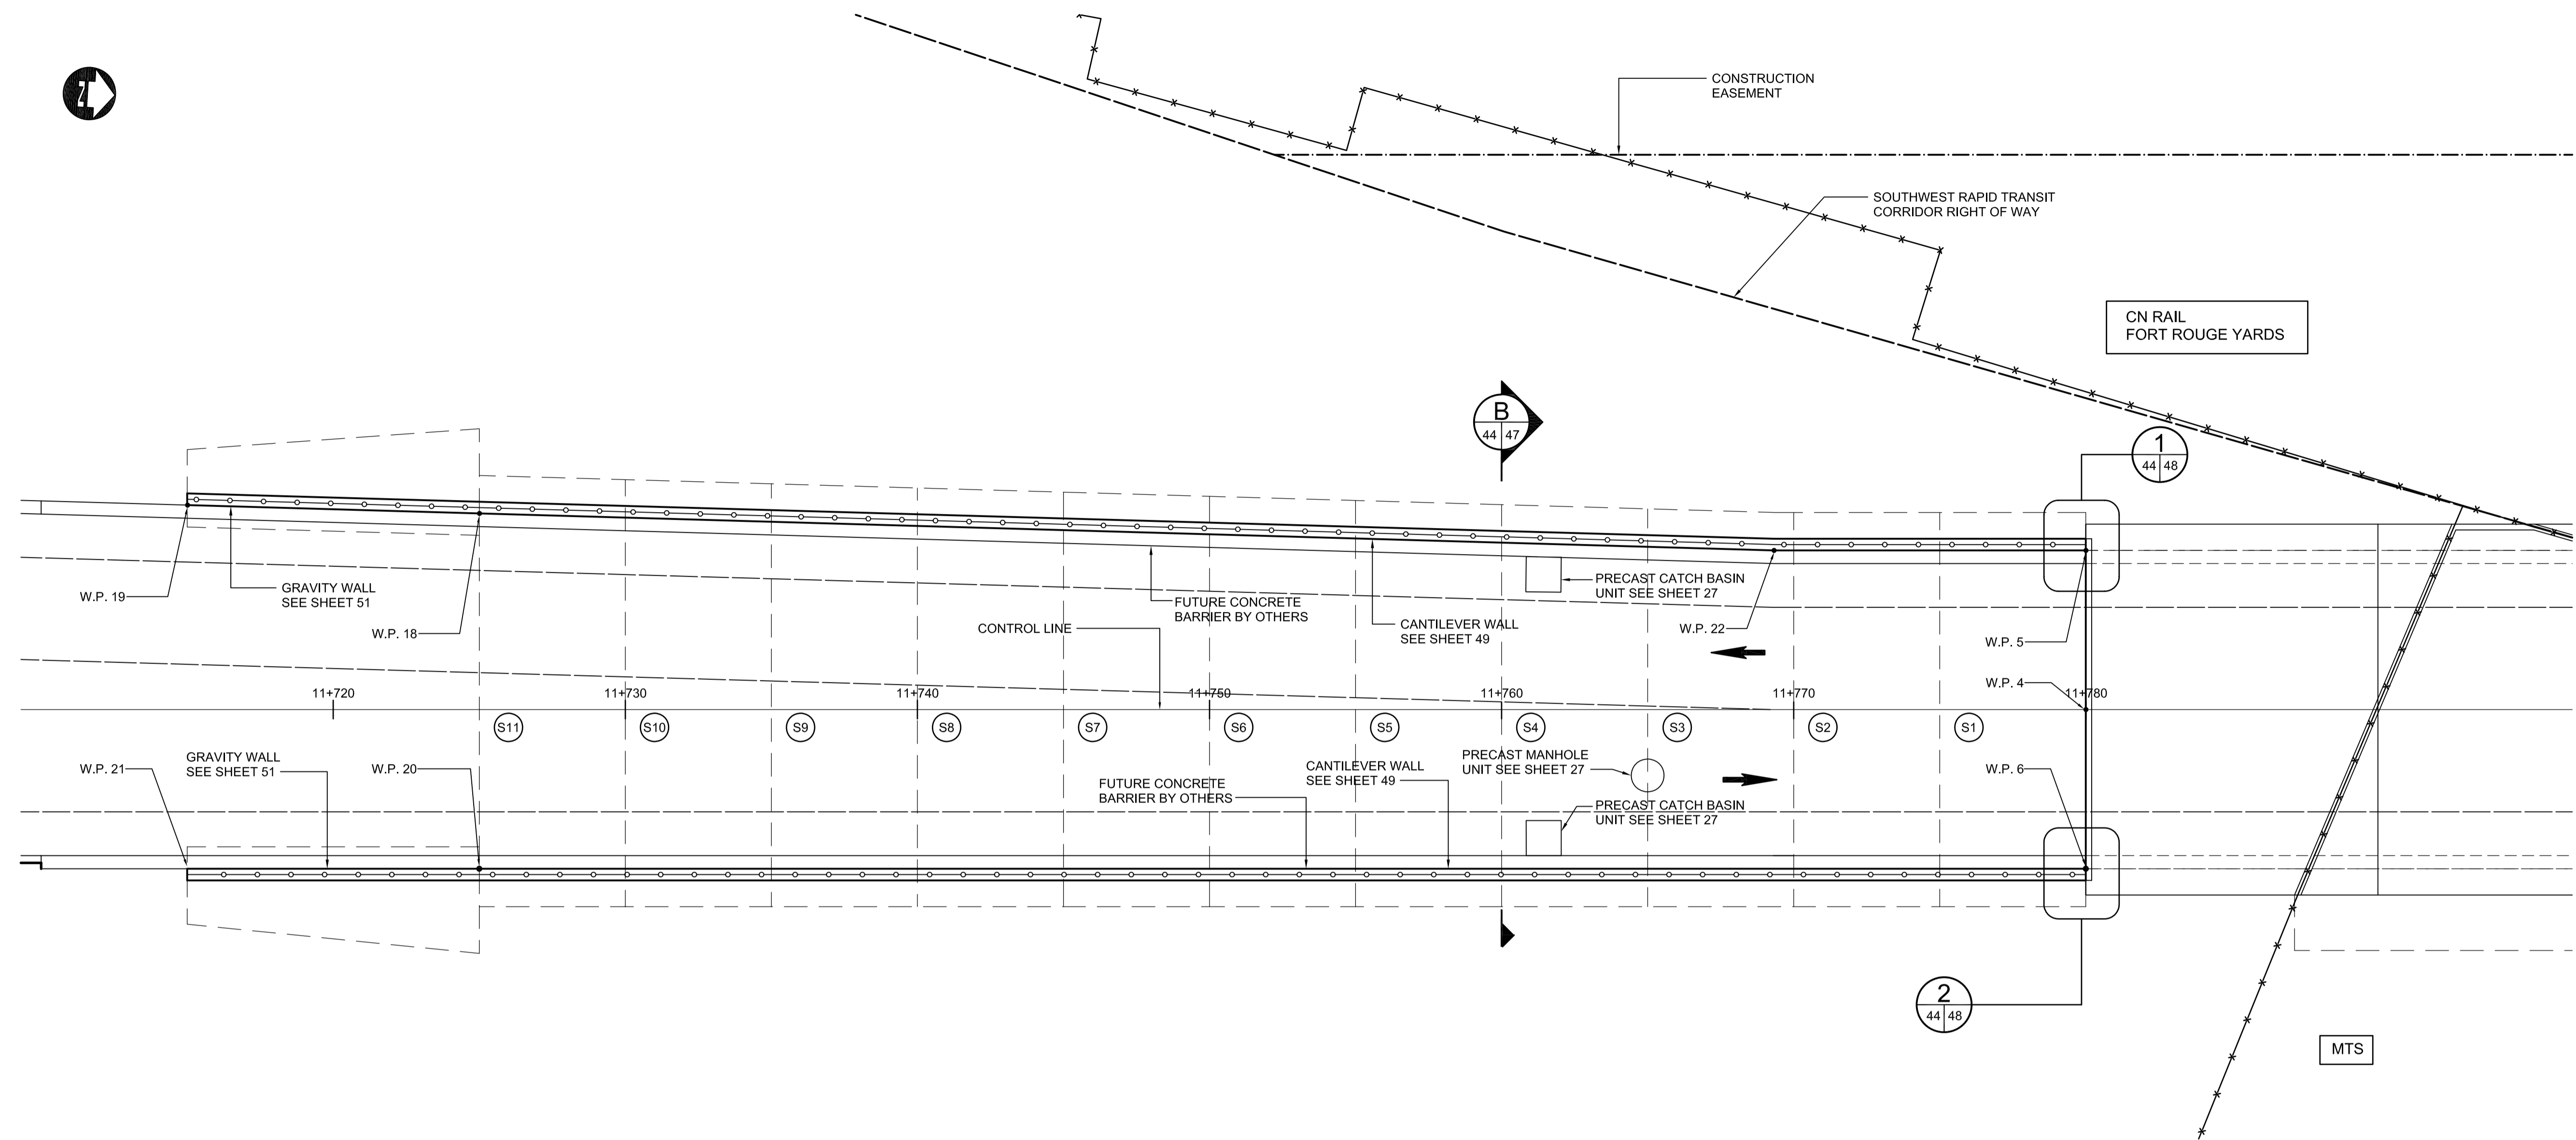 N
CONSTRUCTION
EASEMENT
SOUTHWEST RAPID TRANSIT
CORRIDOR RIGHT OF WAY
CN RAIL
FORT ROUGE YARDS
B
44 47
1
44 48
W.P. 19
GRAVITY WALL
SEE SHEET 51
W.P. 18
FUTURE CONCRETE
BARRIER BY OTHERS
CONTROL LINE
CANTILEVER WALL
SEE SHEET 49
PRECAST CATCH BASIN
UNIT SEE SHEET 27
W.P. 22
W.P. 5
W.P. 4
11+720
11+730
11+740
11+750
11+760
11+770
11+780
S11
S10
S9
S8
S7
S6
S5
S4
S3
S2
S1
W.P. 21
GRAVITY WALL
SEE SHEET 51
W.P. 20
FUTURE CONCRETE
BARRIER BY OTHERS
CANTILEVER WALL
SEE SHEET 49
PRECAST MANHOLE
UNIT SEE SHEET 27
PRECAST CATCH BASIN
UNIT SEE SHEET 27
W.P. 6
2
44 48
MTS